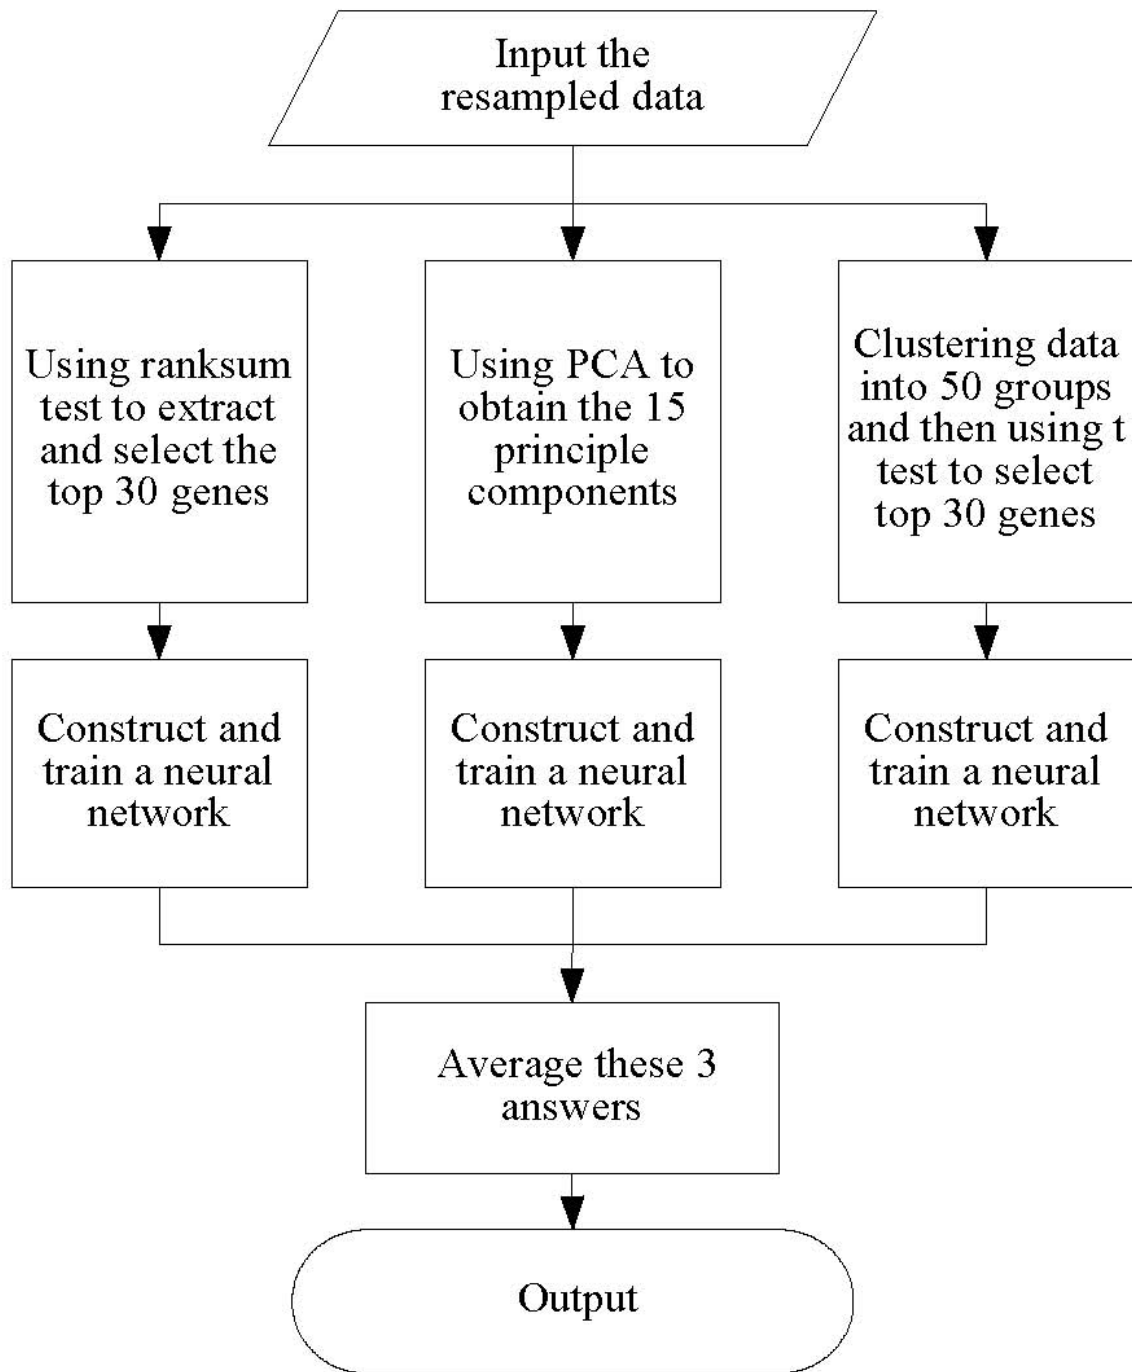 Input the
resampled data
Using ranksum
test to extract
and select the
top 30 genes
Using PCA to
obtain the 15
principle
components
Clustering data
into 50 groups
and then using t
test to select
top 30 genes
Construct and
train a neural
network
Construct and
train a neural
network
Construct and
train a neural
network
Average these 3
answers
Output